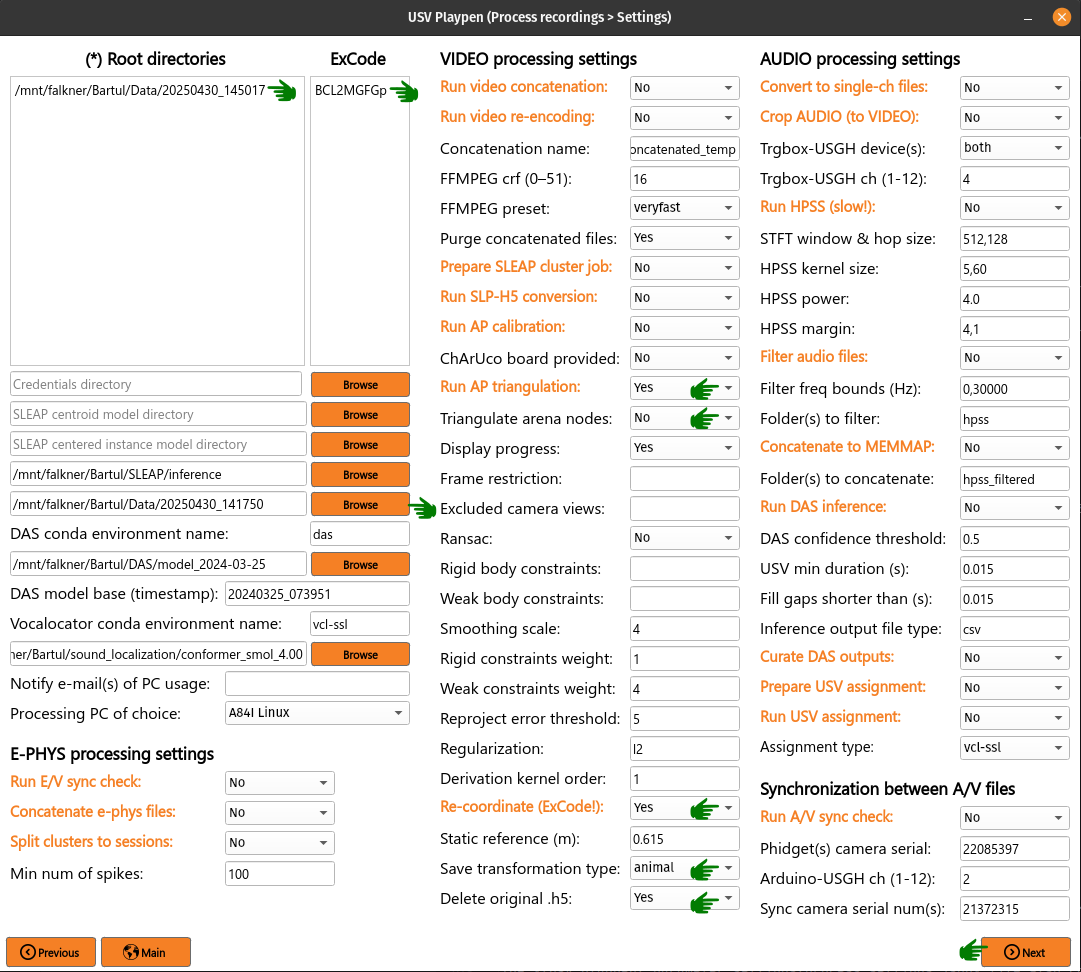 USV Playpen (Process recordings > Settings)
(*) Root directories
ExCode
/mnt/falkner/Bartul/Data/20250430_145017
BCL2MGFGp
Credentials directory
Browse
SLEAP centroid model directory
Browse
SLEAP centered instance model directory
Browse
/mnt/falkner/Bartul/SLEAP/inference
Browse
/mnt/falkner/Bartul/Data/20250430_141750
Browse
DAS conda environment name:
das
/mnt/falkner/Bartul/DAS/model_2024-03-25
Browse
DAS model base (timestamp):
20240325_073951
Vocalocator conda environment name:
vcl-ssl
ner/Bartul/sound_localization/conformer_smol_4.00
Browse
Notify e-mail(s) of PC usage:
Processing PC of choice:
A84I Linux
E-PHYS processing settings
Run E/V sync check:
No
Concatenate e-phys files:
No
Split clusters to sessions:
No
Min num of spikes:
100
VIDEO processing settings
Run video concatenation:
No
Run video re-encoding:
No
Concatenation name:
oncatenated_temp
FFMPEG crf (0–51):
16
FFMPEG preset:
veryfast
Purge concatenated files:
Yes
Prepare SLEAP cluster job:
No
Run SLP-H5 conversion:
No
Run AP calibration:
No
ChArUco board provided:
No
Run AP triangulation:
Yes
Triangulate arena nodes:
No
Display progress:
Yes
Frame restriction:
Excluded camera views:
Ransac:
No
Rigid body constraints:
Weak body constraints:
Smoothing scale:
4
Rigid constraints weight:
1
Weak constraints weight:
4
Reproject error threshold:
5
Regularization:
l2
Derivation kernel order:
1
Re-coordinate (ExCode!):
Yes
Static reference (m):
0.615
Save transformation type:
animal
Delete original .h5:
Yes
AUDIO processing settings
Convert to single-ch files:
No
Crop AUDIO (to VIDEO):
No
Trgbox-USGH device(s):
both
Trgbox-USGH ch (1-12):
4
Run HPSS (slow!):
No
STFT window & hop size:
512,128
HPSS kernel size:
5,60
HPSS power:
4.0
HPSS margin:
4,1
Filter audio files:
No
Filter freq bounds (Hz):
0,30000
Folder(s) to filter:
hpss
Concatenate to MEMMAP:
No
Folder(s) to concatenate:
hpss_filtered
Run DAS inference:
No
DAS confidence threshold:
0.5
USV min duration (s):
0.015
Fill gaps shorter than (s):
0.015
Inference output file type:
csv
Curate DAS outputs:
No
Prepare USV assignment:
No
Run USV assignment:
No
Assignment type:
vcl-ssl
Synchronization between A/V files
Run A/V sync check:
No
Phidget(s) camera serial:
22085397
Arduino-USGH ch (1-12):
2
Sync camera serial num(s):
21372315
Previous
Main
Next